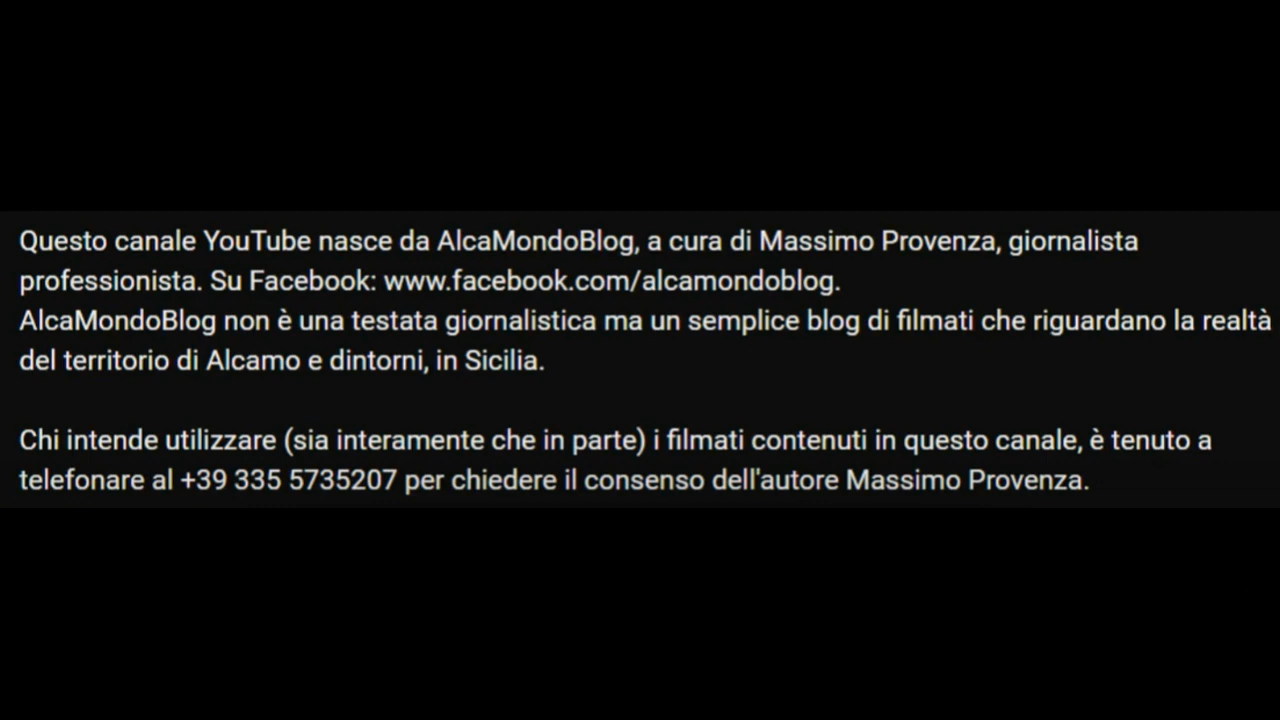 Questo canale YouTube nasce da AlcaMondoBlog, a cura di Massimo Provenza, giornalista
professionista. Su Facebook: www.facebook.com/alcamondoblog.
AlcaMondoBlog non è una testata giornalistica ma un semplice blog di filmati che riguardano la realtà
del territorio di Alcamo e dintorni, in Sicilia.
Chi intende utilizzare (sia interamente che in parte) i filmati contenuti in questo canale, è tenuto a
telefonare al +39 335 5735207 per chiedere il consenso dell'autore Massimo Provenza.